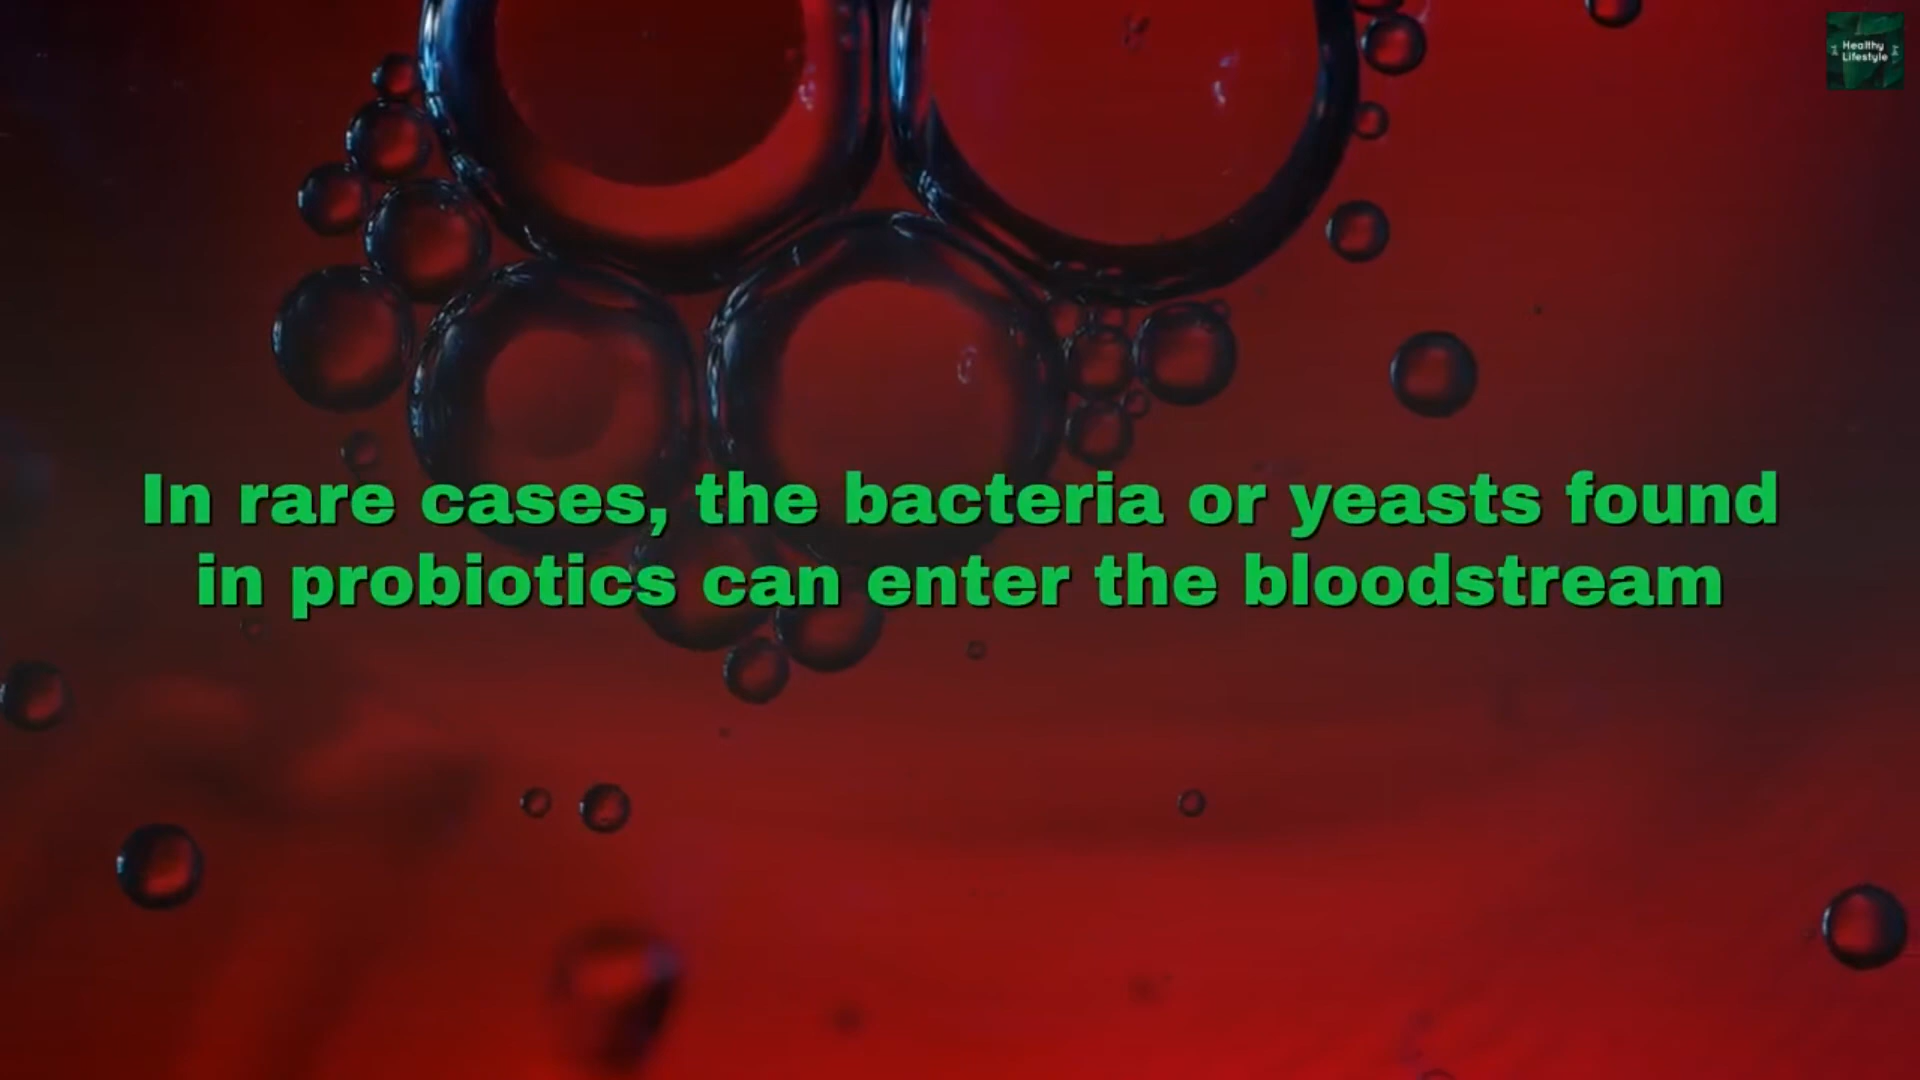 Healthy
Lifestyle
In rare cases, the bacteria or yeasts found
in probiotics can enter the bloodstream